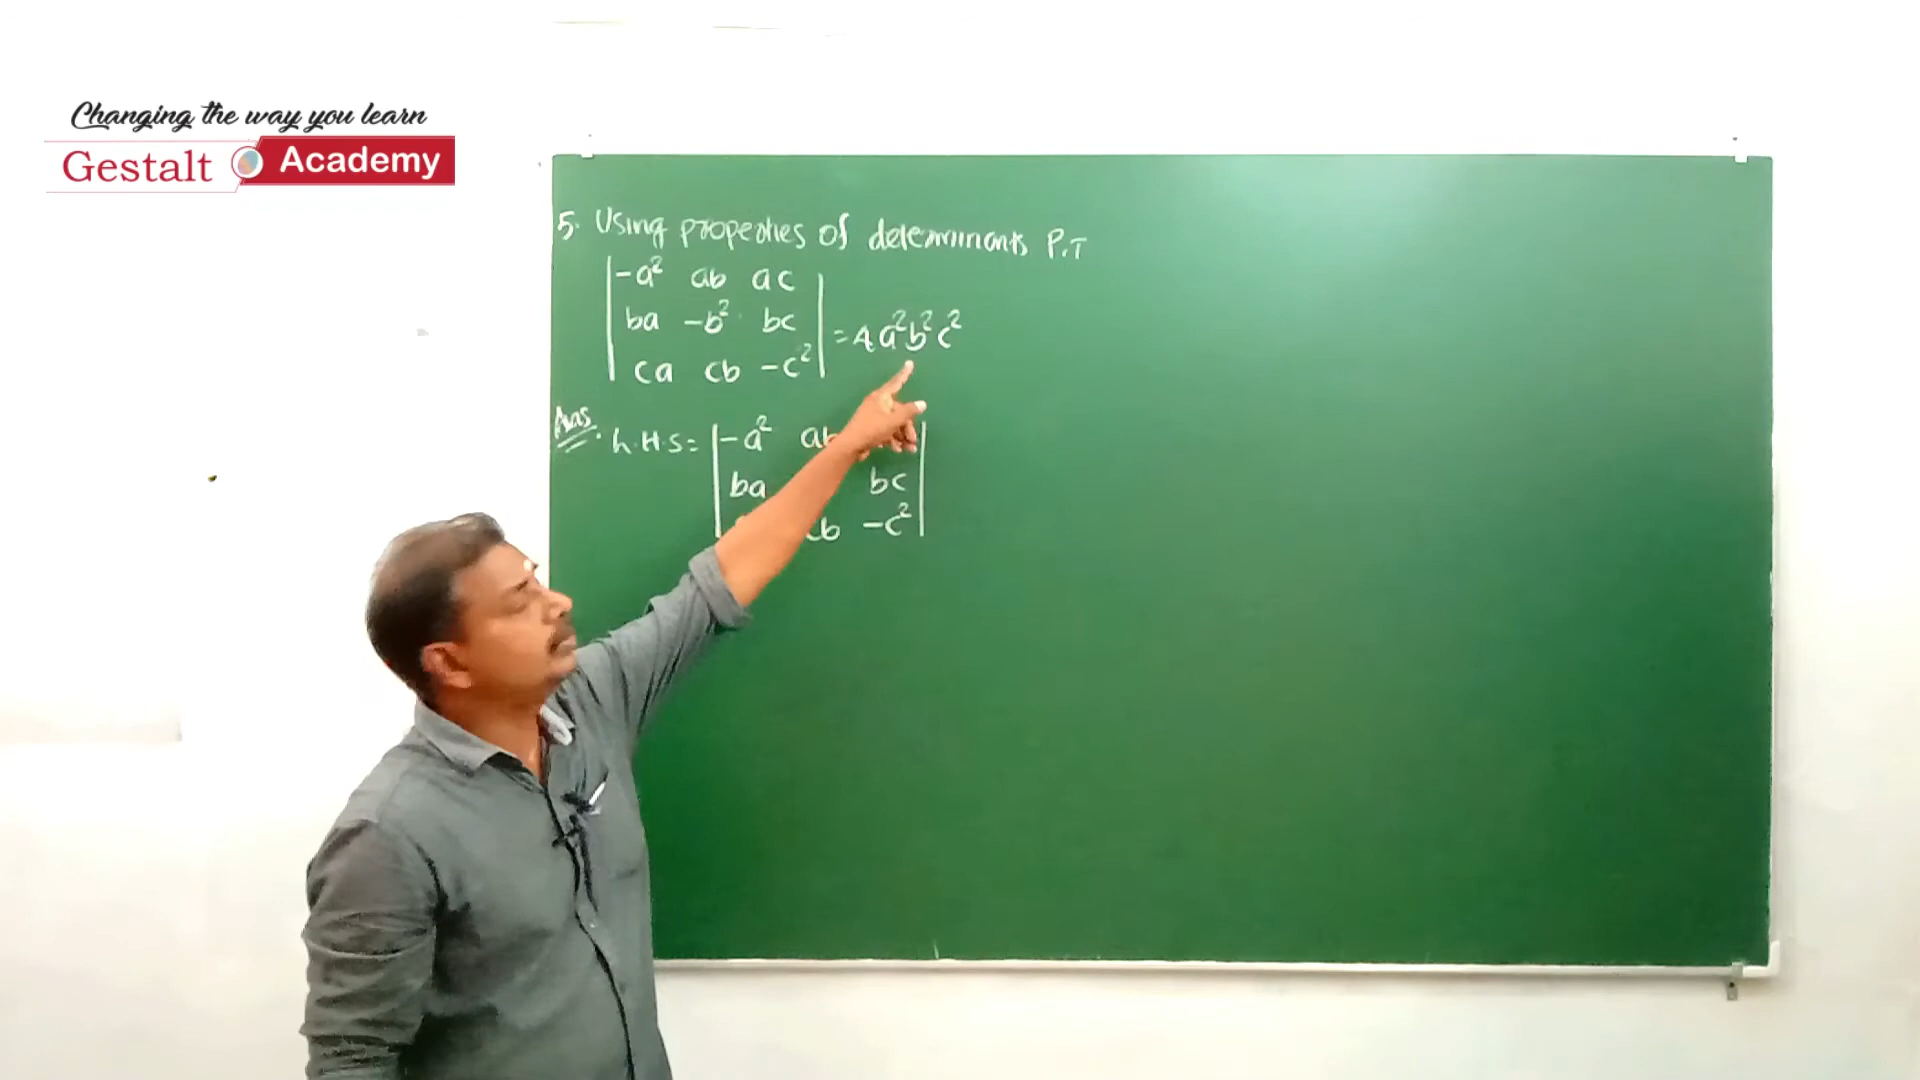 Changing the way you learn
Gestalt Academy
5. Using properties of determinants P.T
|-a² ab ac|
|ba -b² bc| = 4a²b²c²
|ca cb -c²|
Ans. L.H.S = |-a² ab
ba bc
cb -c²|